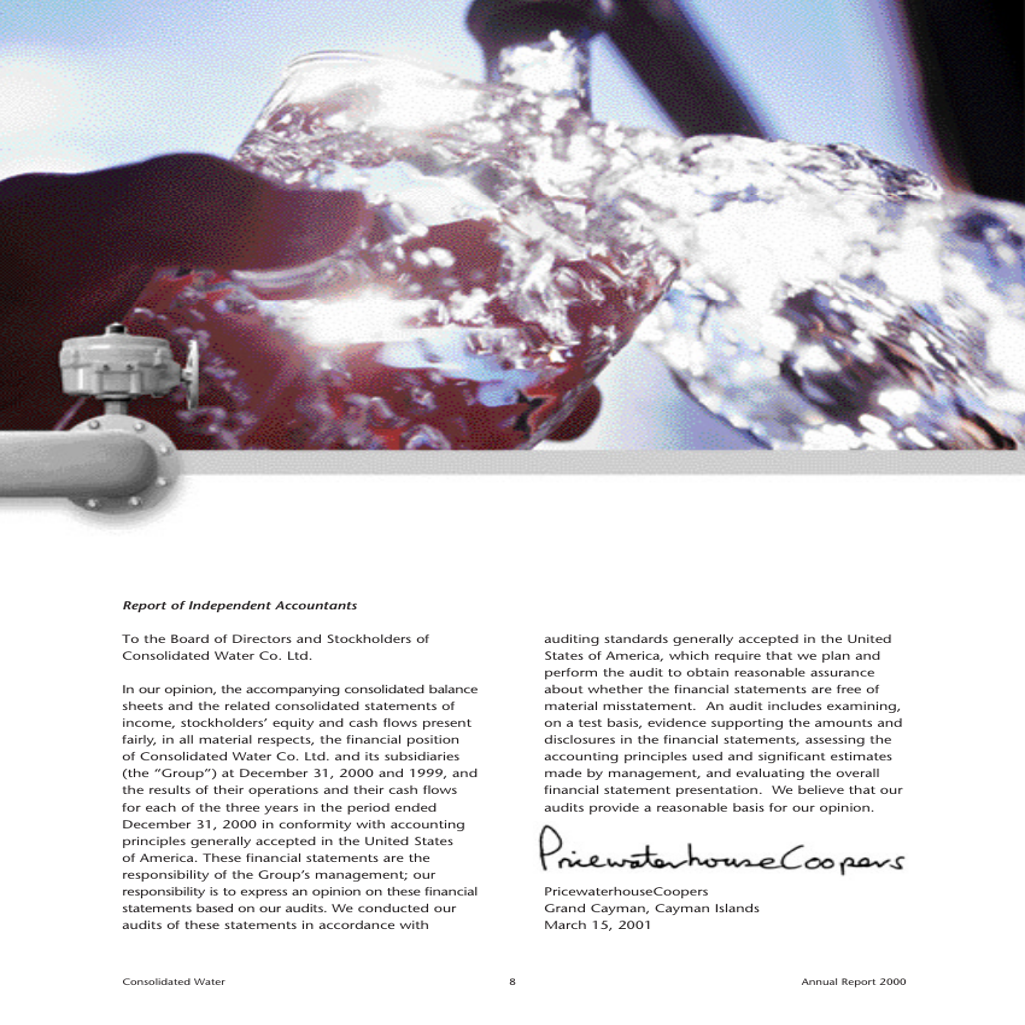 Report of Independent Accountants
To the Board of Directors and Stockholders of
Consolidated Water Co. Ltd.
In our opinion, the accompanying consolidated balance
sheets and the related consolidated statements of
income, stockholders’ equity and cash flows present
fairly, in all material respects, the financial position
of Consolidated Water Co. Ltd. and its subsidiaries
(the “Group”) at December 31, 2000 and 1999, and
the results of their operations and their cash flows
for each of the three years in the period ended
December 31, 2000 in conformity with accounting
principles generally accepted in the United States
of America. These financial statements are the
responsibility of the Group’s management; our
responsibility is to express an opinion on these financial
statements based on our audits. We conducted our
audits of these statements in accordance with
auditing standards generally accepted in the United
States of America, which require that we plan and
perform the audit to obtain reasonable assurance
about whether the financial statements are free of
material misstatement.  An audit includes examining,
on a test basis, evidence supporting the amounts and
disclosures in the financial statements, assessing the
accounting principles used and significant estimates
made by management, and evaluating the overall
financial statement presentation.  We believe that our
audits provide a reasonable basis for our opinion.
PricewaterhouseCoopers
PricewaterhouseCoopers
Grand Cayman, Cayman Islands
March 15, 2001
Consolidated Water 8 Annual Report 2000